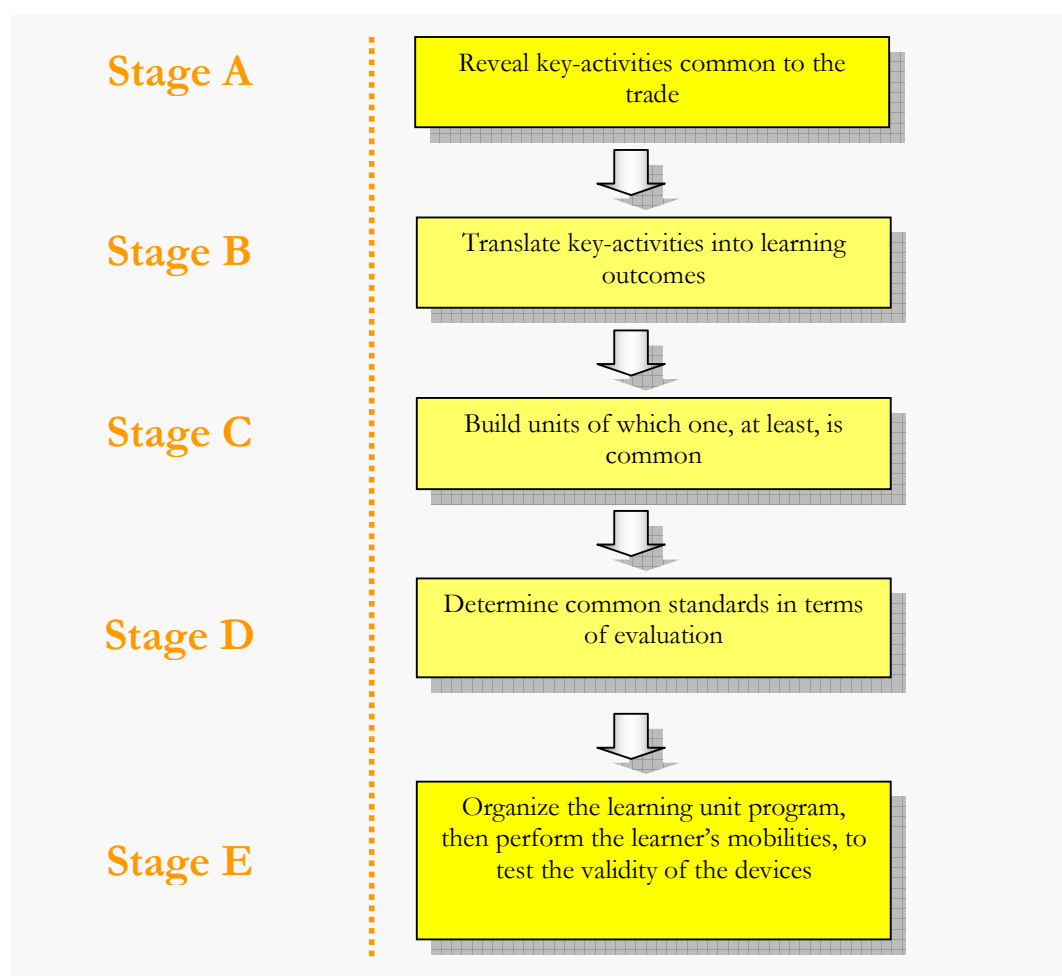 Stage A
Reveal key-activities common to the
trade
Stage B
Translate key-activities into learning
outcomes
Stage C
Build units of which one, at least, is
common
Stage D
Determine common standards in terms
of evaluation
Stage E
Organize the learning unit program,
then perform the learner’s mobilities, to
test the validity of the devices